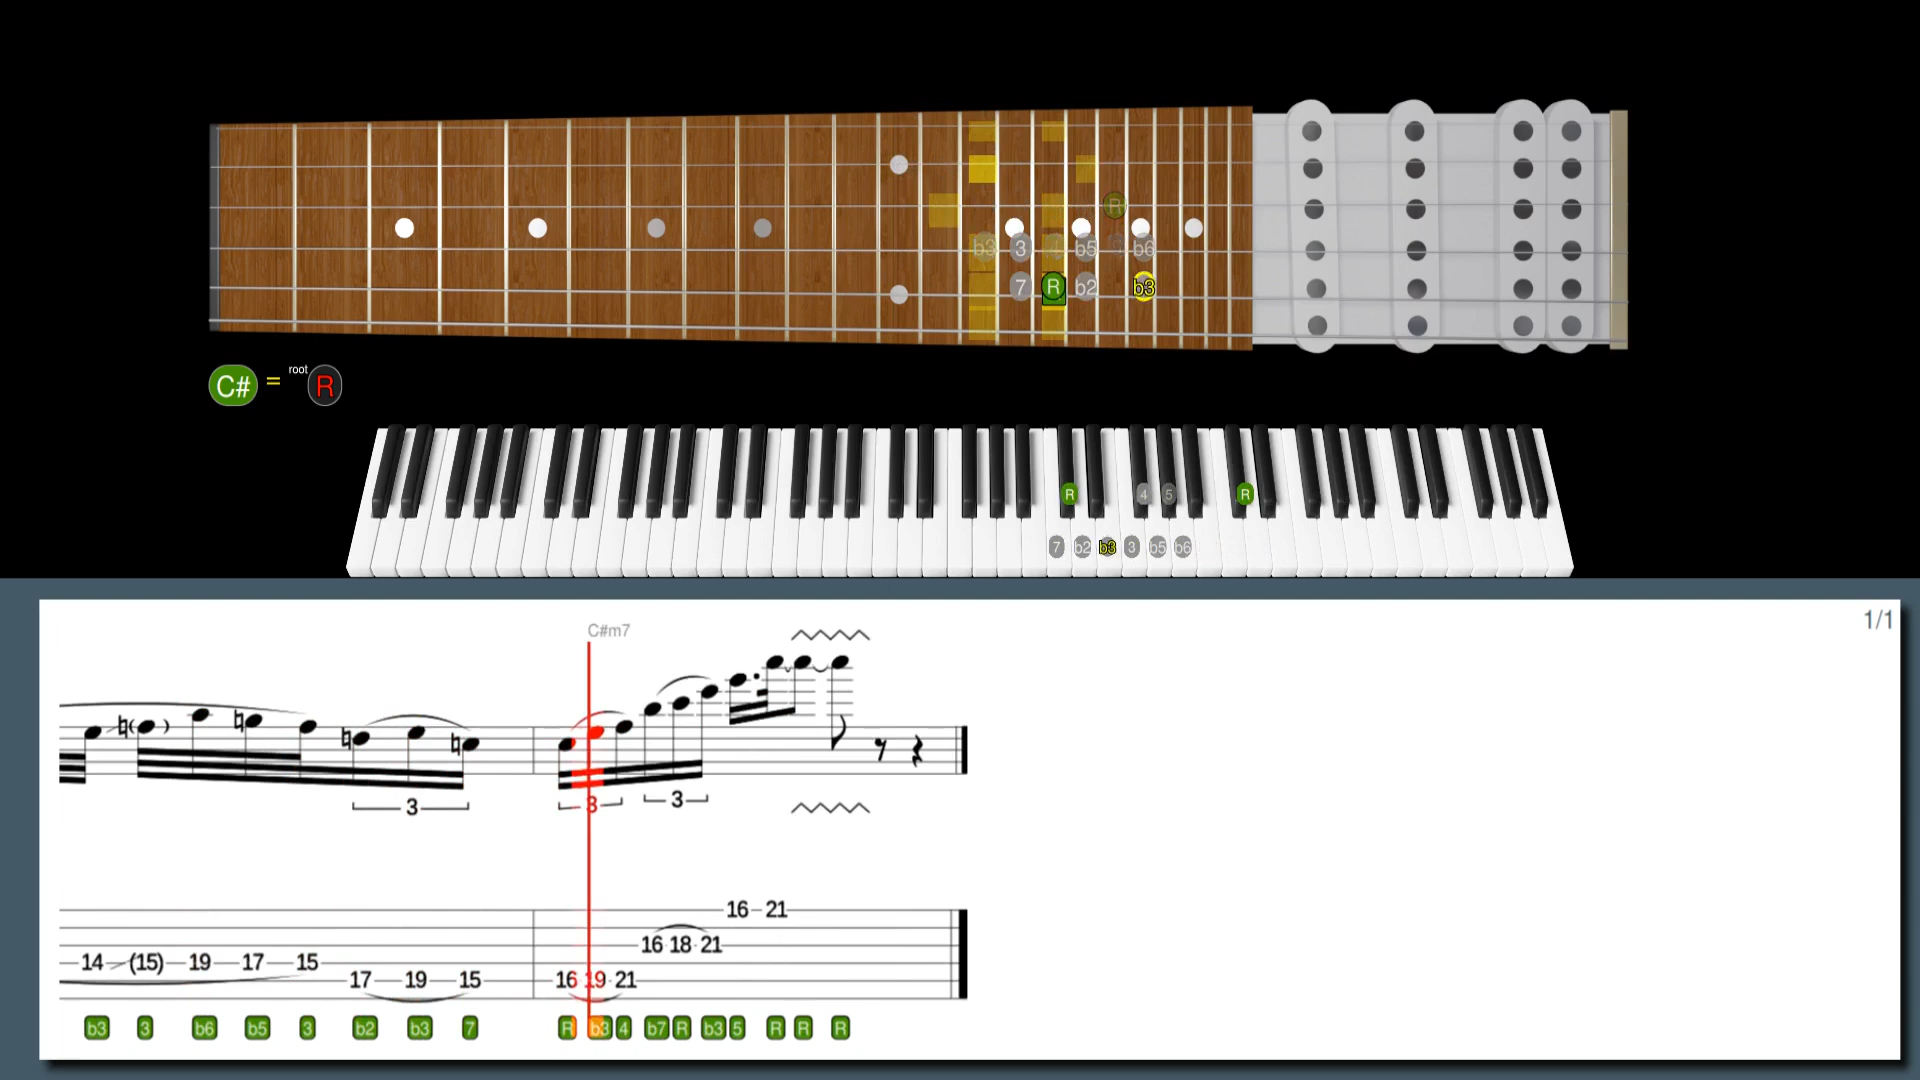 R
b3 3 4 b5 b6
7 R b2 b3
C# = root R
R 4 5 R
7 b2 b3 3 b5 b6
1/1
C#m7
3 3 3
16 21
16 18 21
14 (15) 19 17 15
17 19 15 16 19 21
b3 3 b6 b5 3 b2 b3 7 R b3 4 b7 R b3 5 R R R